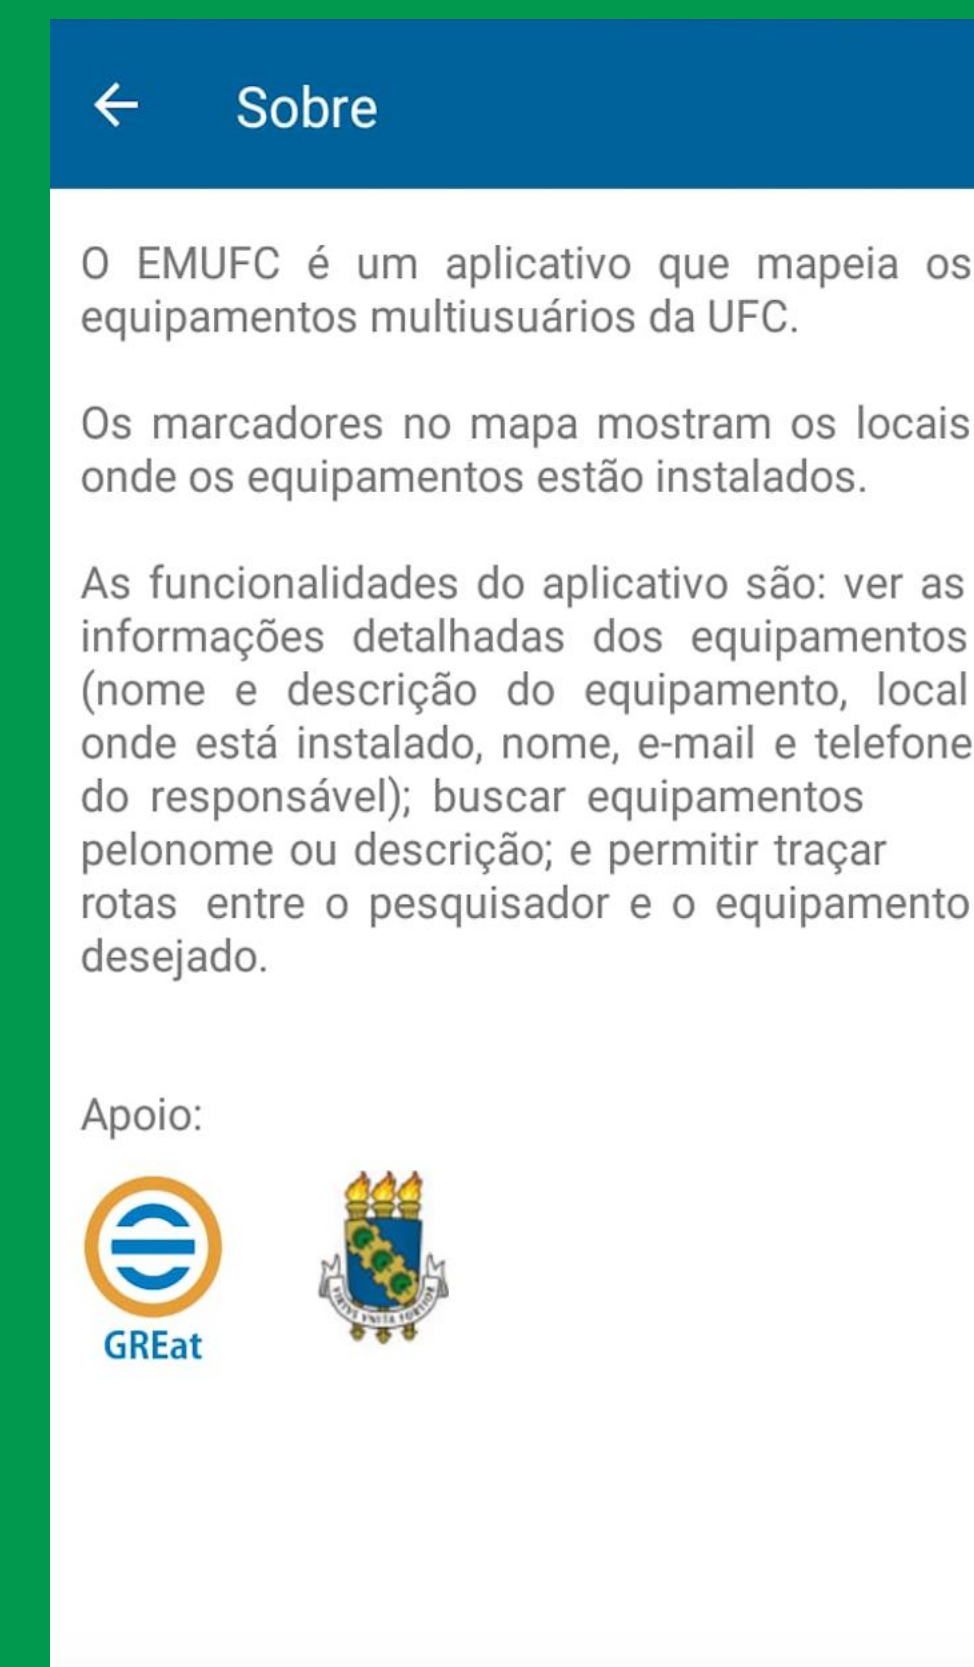 Sobre
O EMUFC é um aplicativo que mapeia os
equipamentos multiusuários da UFC.
Os marcadores no mapa mostram os locais
onde os equipamentos estão instalados.
As funcionalidades do aplicativo são: ver as
informações detalhadas dos equipamentos
(nome e descrição do equipamento, local
onde está instalado, nome, e-mail e telefone
do responsável); buscar equipamentos
pelonome ou descrição; e permitir traçar
rotas entre o pesquisador e o equipamento
desejado.
Apoio:
GREat
VIRTVS VNITA FORTIOR